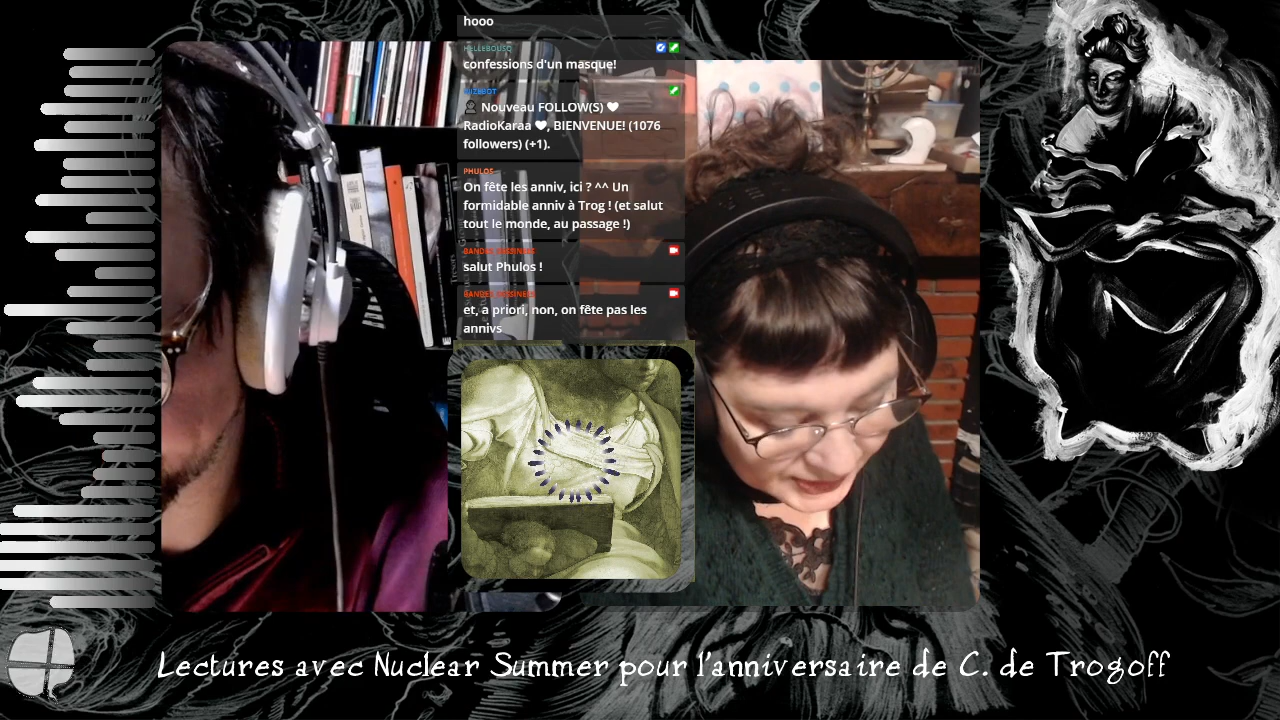 hooo
HELLEBOUSQ
confessions d'un masque!
WIZEBOT
Nouveau FOLLOW(S) ♥
RadioKaraa ♥, BIENVENUE! (1076
followers) (+1).
PHULOS
On fête les anniv, ici ? ^^ Un
formidable anniv à Trog ! (et salut
tout le monde, au passage !)
salut Phulos !
et, a priori, non, on fête pas les
annivs
Lectures avec Nuclear Summer pour l'anniversaire de C. de Trogoff